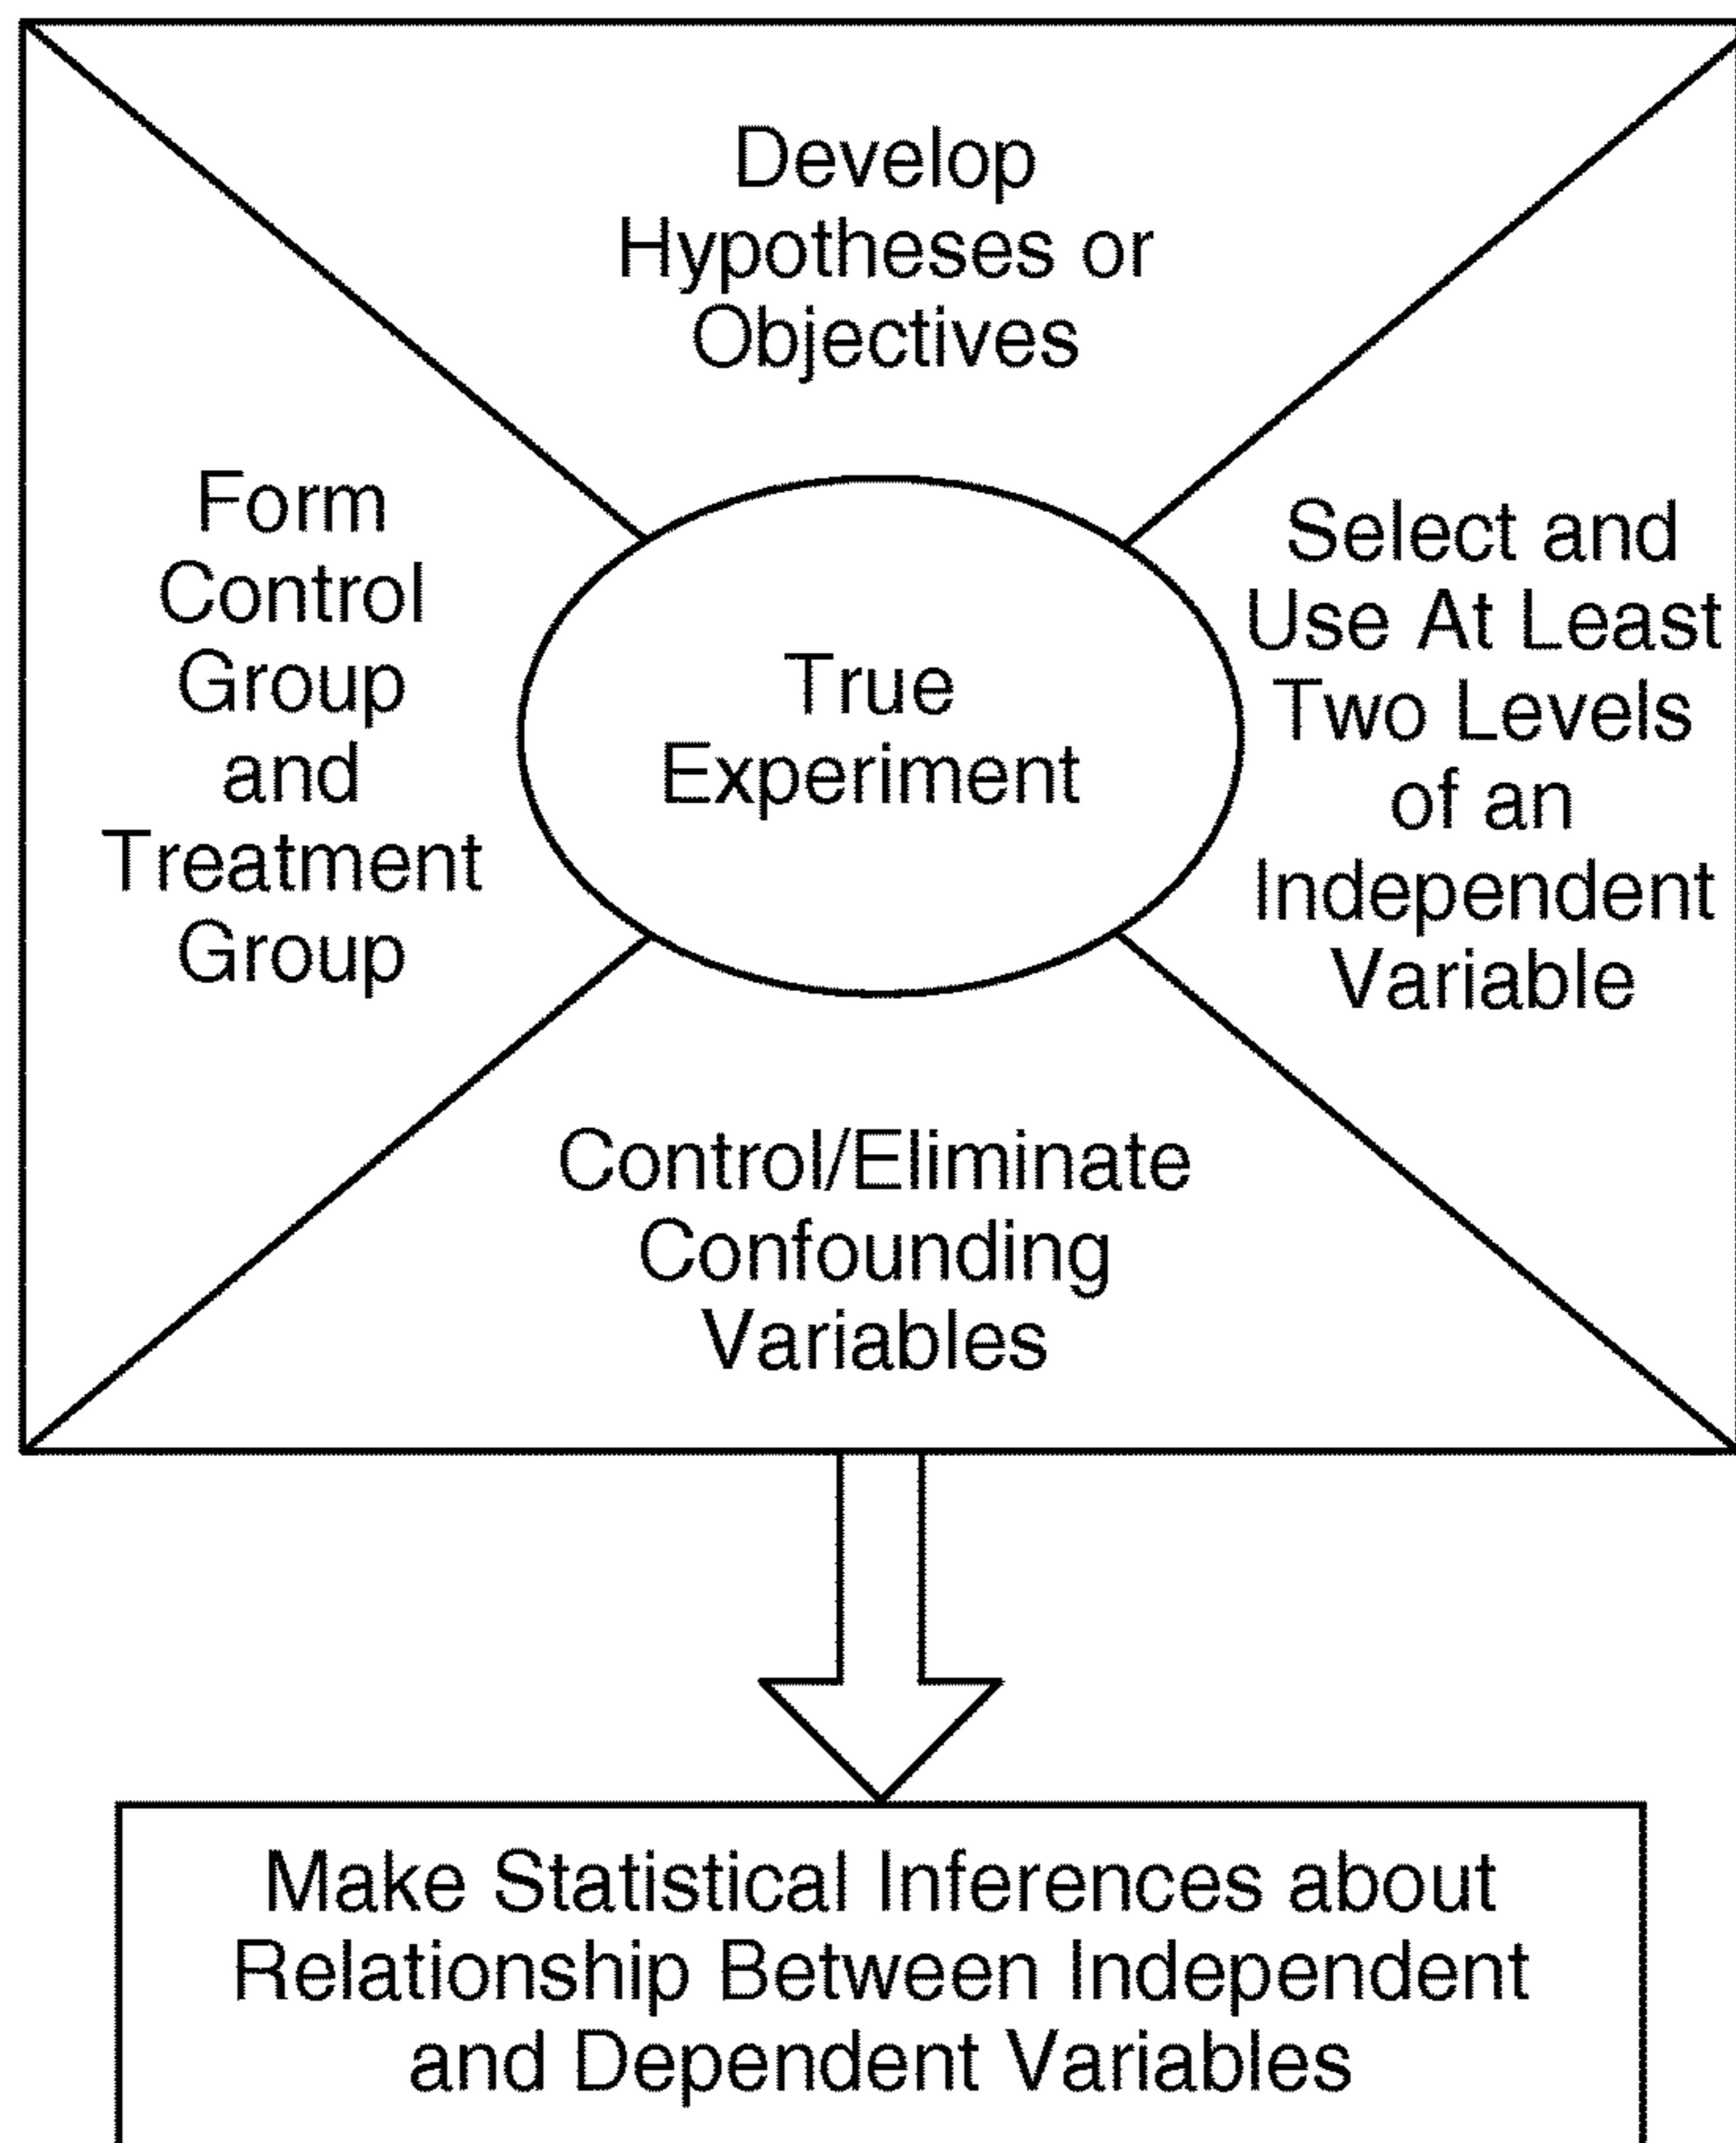 Develop
Hypotheses or
Objectives
Form
Control
Group
and
Treatment
Group
True
Experiment
Select and
Use At Least
Two Levels
of an
Independent
Variable
Control/Eliminate
Confounding
Variables
Make Statistical Inferences about
Relationship Between Independent
and Dependent Variables